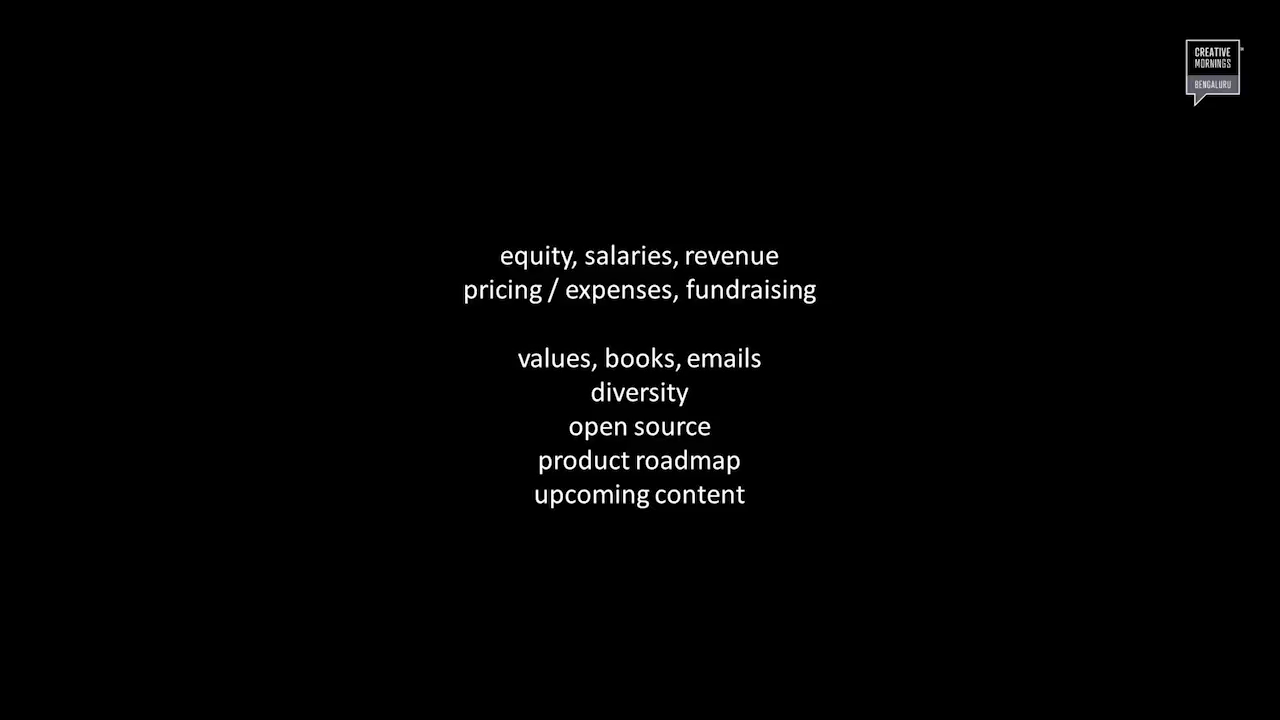 CREATIVE
MORNINGS
BENGALURU
equity, salaries, revenue
pricing / expenses, fundraising
values, books, emails
diversity
open source
product roadmap
upcoming content